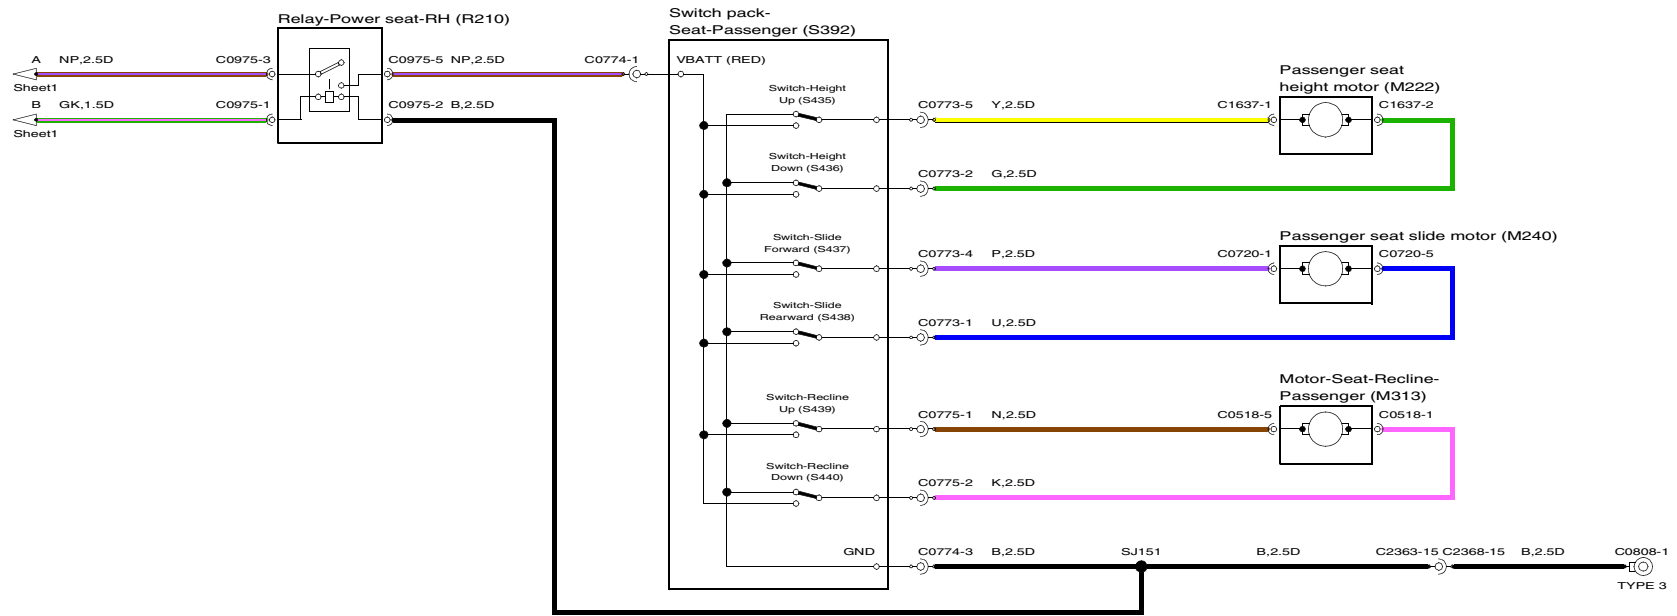 Relay-Power seat-RH (R210)
Switch pack-
Seat-Passenger (S392)
A NP,2.5D C0975-3
C0975-5 NP,2.5D C0774-1
VBATT (RED)
Sheet1
B GK,1.5D C0975-1
C0975-2 B,2.5D
Sheet1
Switch-Height
Up (S435)
C0773-5 Y,2.5D
Passenger seat
height motor (M222)
C1637-1 C1637-2
Switch-Height
Down (S436)
C0773-2 G,2.5D
Switch-Slide
Forward (S437)
C0773-4 P,2.5D
Passenger seat slide motor (M240)
C0720-1 C0720-5
Switch-Slide
Rearward (S438)
C0773-1 U,2.5D
Switch-Recline
Up (S439)
C0775-1 N,2.5D
Motor-Seat-Recline-
Passenger (M313)
C0518-5 C0518-1
Switch-Recline
Down (S440)
C0775-2 K,2.5D
GND C0774-3 B,2.5D SJ151 B,2.5D C2363-15 C2368-15 B,2.5D C0808-1
TYPE 3